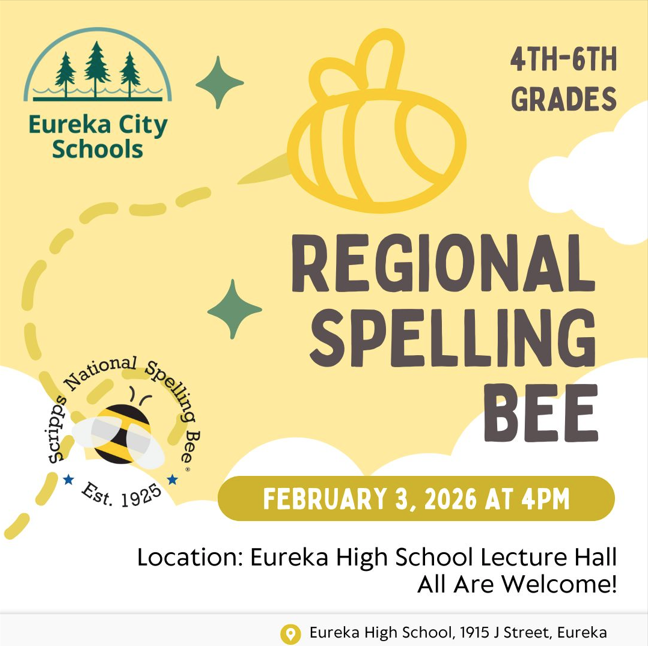 Eureka City
Schools
4TH-6TH
GRADES
REGIONAL
SPELLING
BEE
Scripps National Spelling Bee®
Est. 1925
FEBRUARY 3, 2026 AT 4PM
Location: Eureka High School Lecture Hall
All Are Welcome!
Eureka High School, 1915 J Street, Eureka